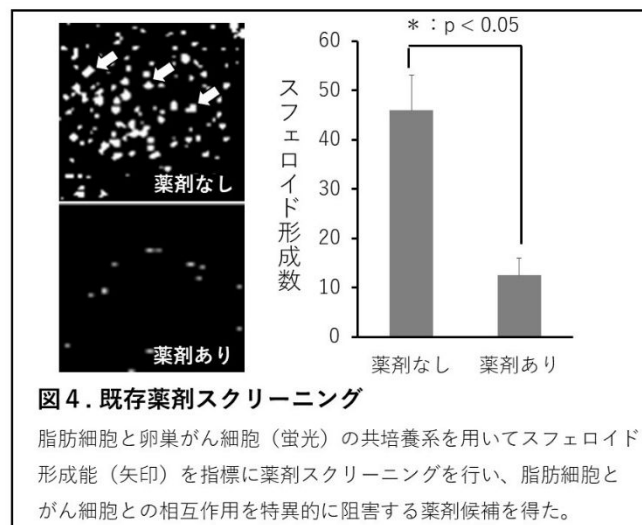 薬剤なし
薬剤あり
スフェロイド形成数
60
50
40
30
20
10
0
*：p < 0.05
薬剤なし
薬剤あり
図４. 既存薬剤スクリーニング
脂肪細胞と卵巣がん細胞（蛍光）の共培養系を用いてスフェロイド
形成能（矢印）を指標に薬剤スクリーニングを行い、脂肪細胞と
がん細胞との相互作用を特異的に阻害する薬剤候補を得た。